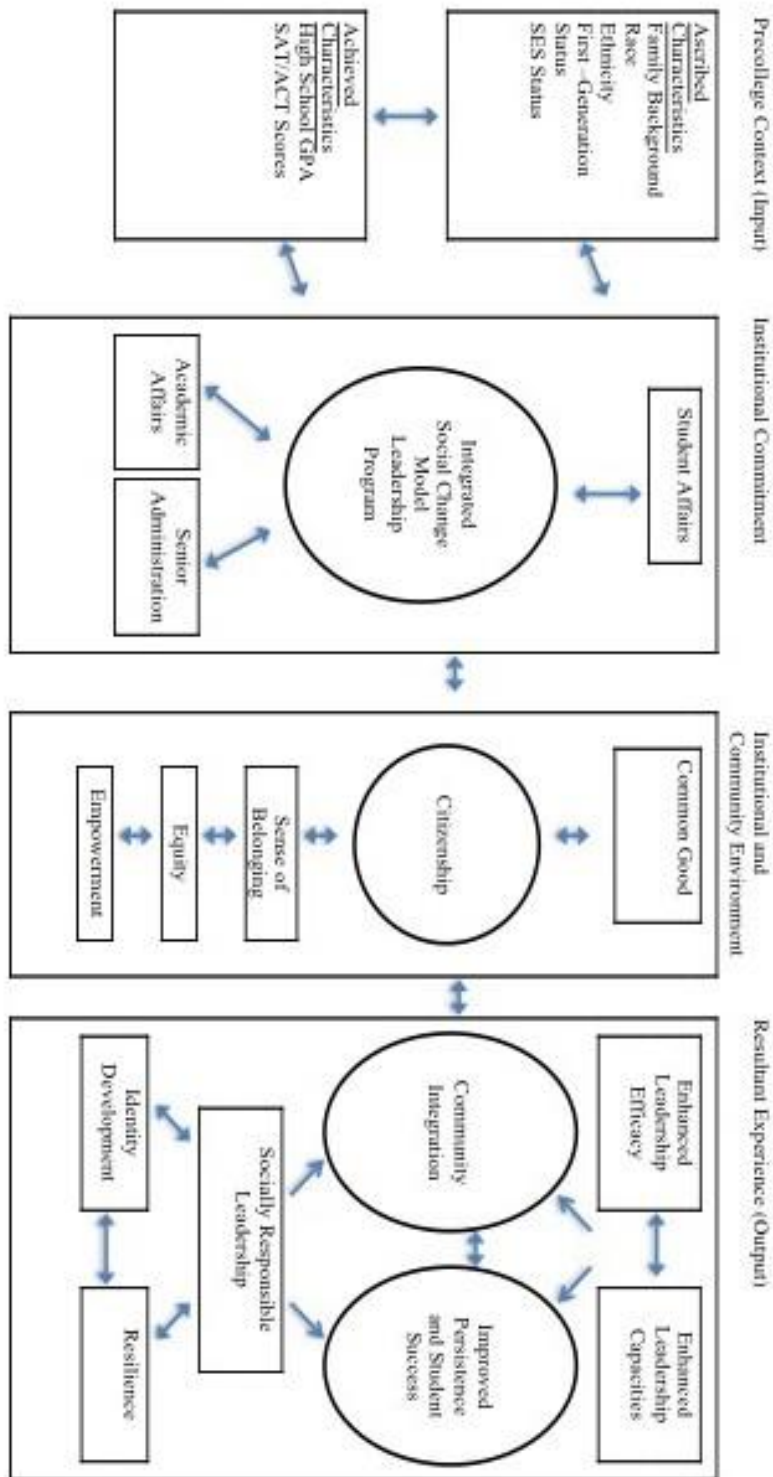 Precollege Context (Input)
Ascribed
Characteristics
Family Background
Race
Ethnicity
First –Generation
Status
SES Status
Achieved
Characteristics
High School GPA
SAT/ACT Scores
Institutional Commitment
Student Affairs
Integrated
Social Change
Model
Leadership
Program
Academic
Affairs
Senior
Administration
Institutional and
Community Environment
Common Good
Citizenship
Sense of
Belonging
Equity
Empowerment
Resultant Experience (Output)
Enhanced
Leadership
Efficacy
Enhanced
Leadership
Capacities
Community
Integration
Improved
Persistence
and Student
Success
Socially Responsible
Leadership
Identity
Development
Resilience